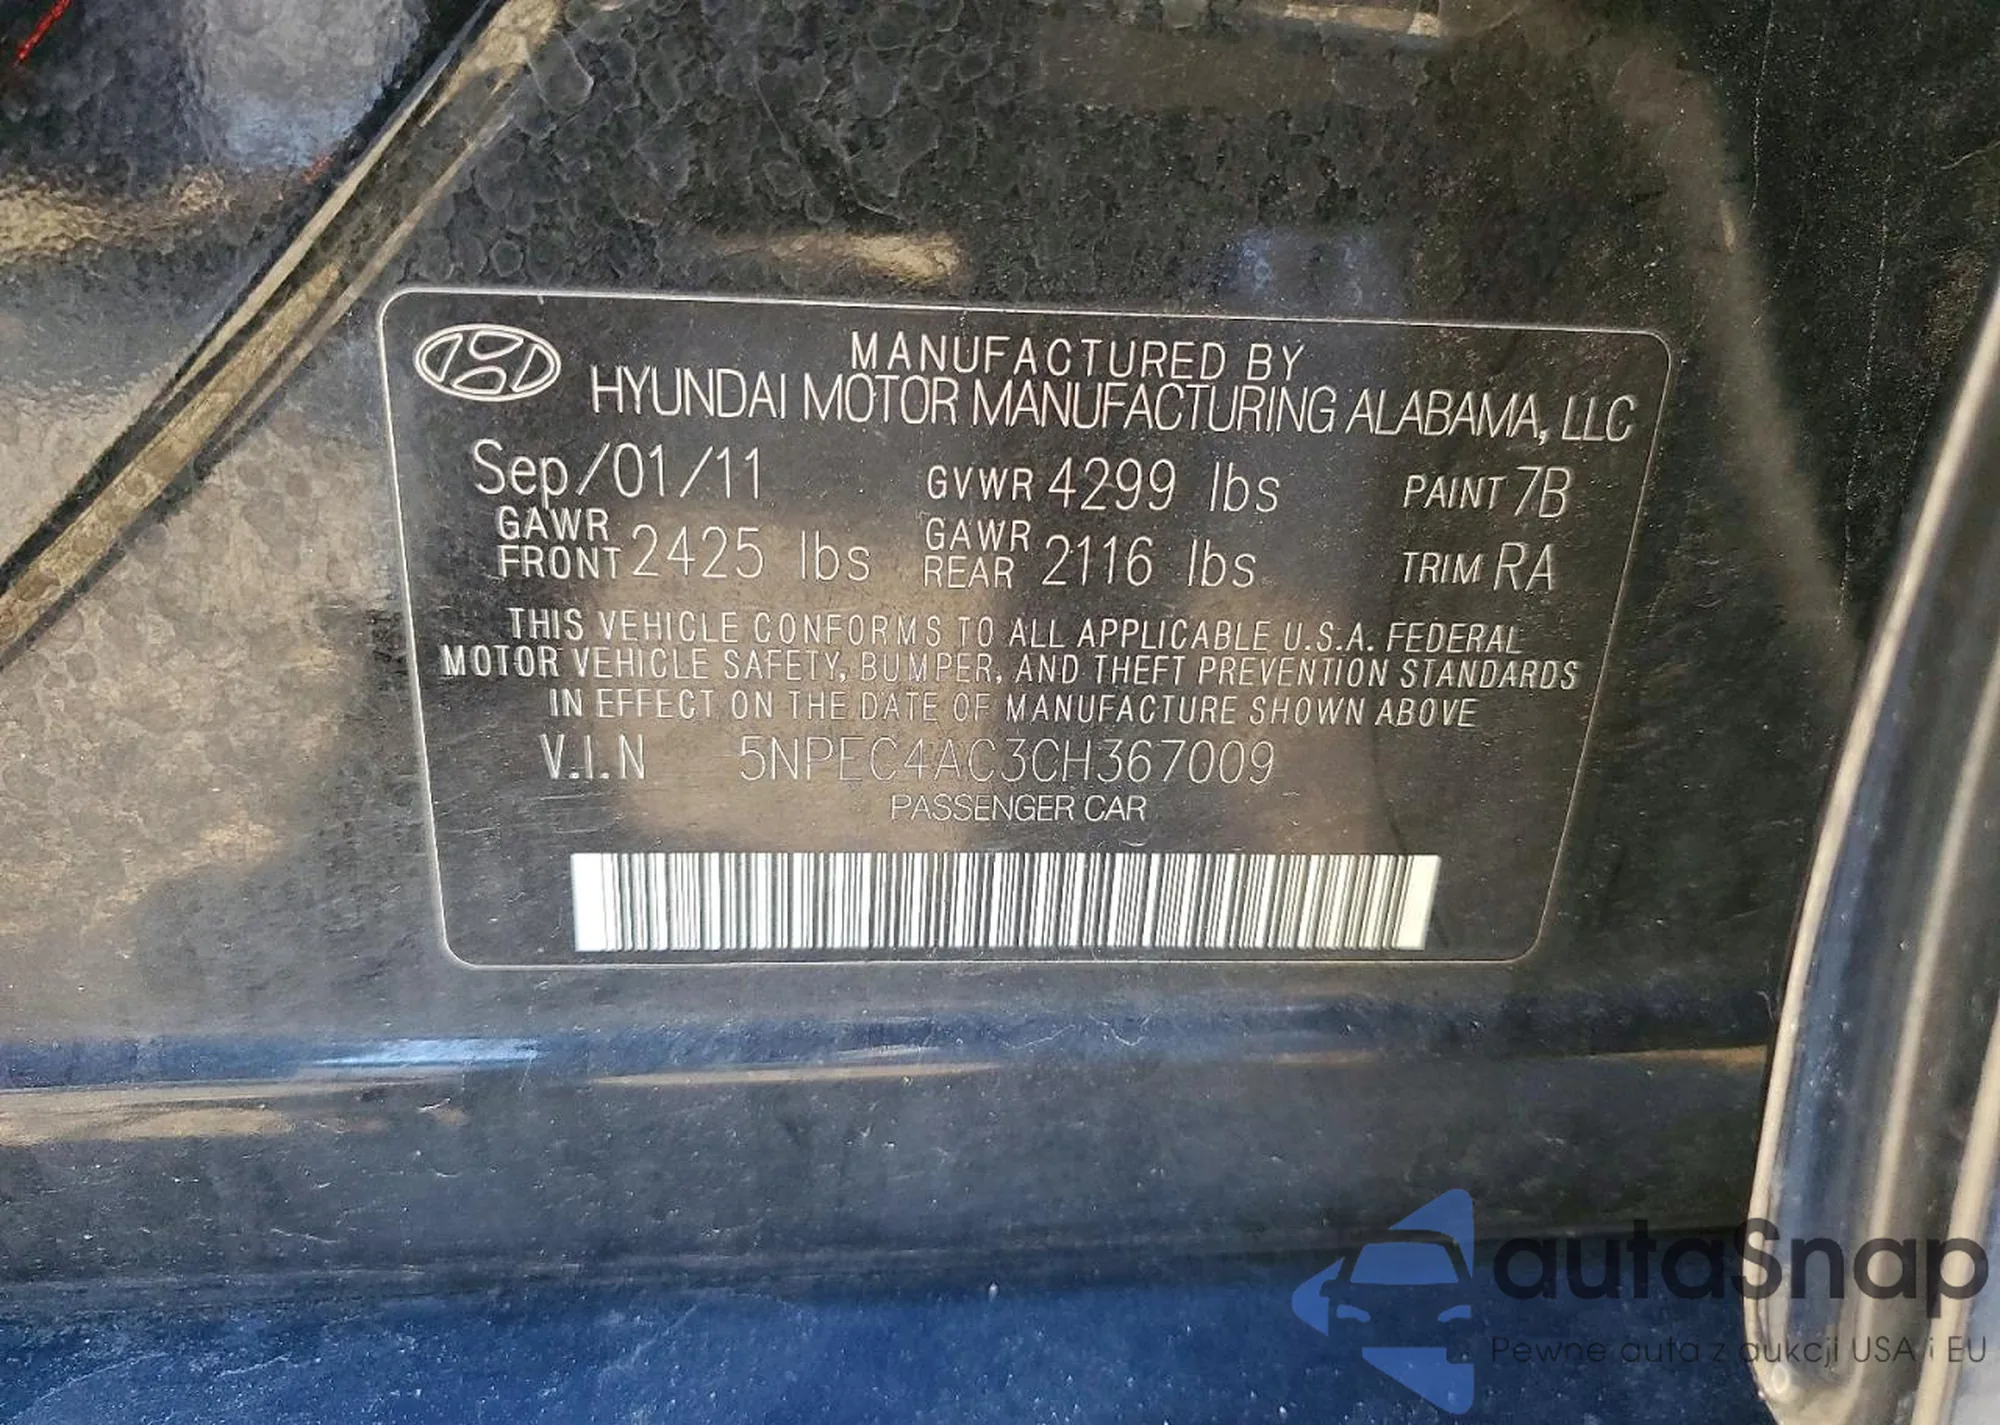 MANUFACTURED BY
HYUNDAI MOTOR MANUFACTURING ALABAMA, LLC
Sep/01/11 GVWR 4299 lbs PAINT 7B
GAWR FRONT 2425 lbs GAWR REAR 2116 lbs TRIM RA
THIS VEHICLE CONFORMS TO ALL APPLICABLE U.S.A. FEDERAL
MOTOR VEHICLE SAFETY, BUMPER, AND THEFT PREVENTION STANDARDS
IN EFFECT ON THE DATE OF MANUFACTURE SHOWN ABOVE
V.I.N 5NPEC4AC3CH367009
PASSENGER CAR
autaSnap
Pewne auta z aukcji USA i EU